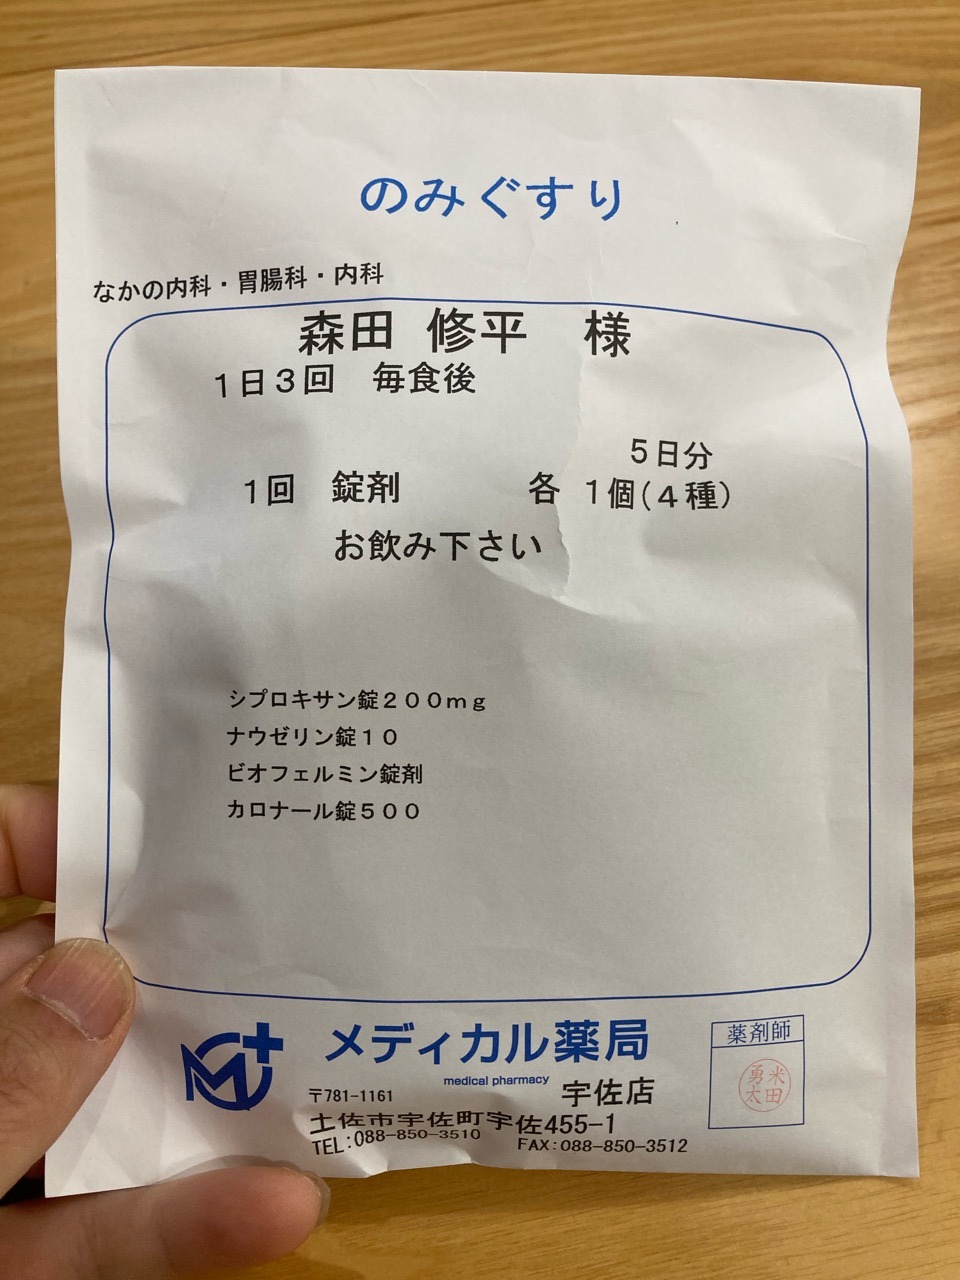 のみぐすり
なかの内科・胃腸科・内科
森田 修平 様
1日3回 毎食後
5日分
1回 錠剤 各 1個(4種)
お飲み下さい
シプロキサン錠200mg
ナウゼリン錠10
ビオフェルミン錠剤
カロナール錠500
メディカル薬局
medical pharmacy
宇佐店
〒781-1161
土佐市宇佐町宇佐455-1
TEL:088-850-3510 FAX:088-850-3512
薬剤師
米田
勇太